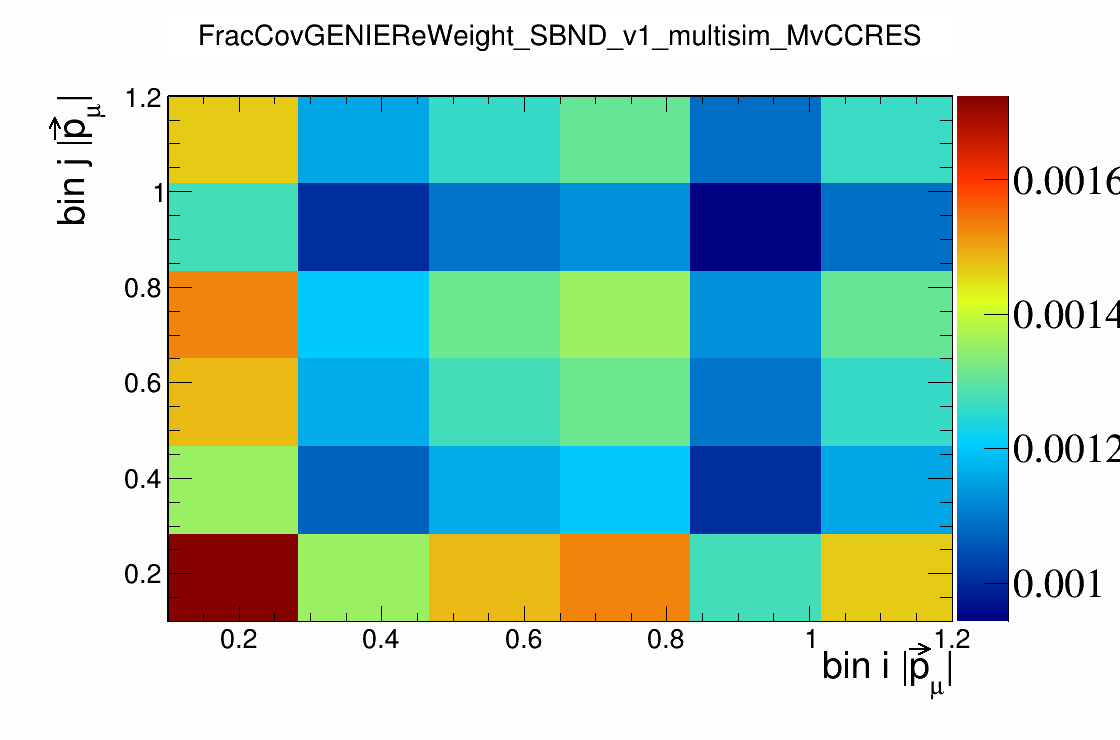 FracCovGENIEReWeight_SBND_v1_multisim_MvCCRES
bin j |p⃗μ|
1.2
1
0.8
0.6
0.4
0.2
0.2 0.4 0.6 0.8 1 1.2
bin i |p⃗μ|
0.0016
0.0014
0.0012
0.001